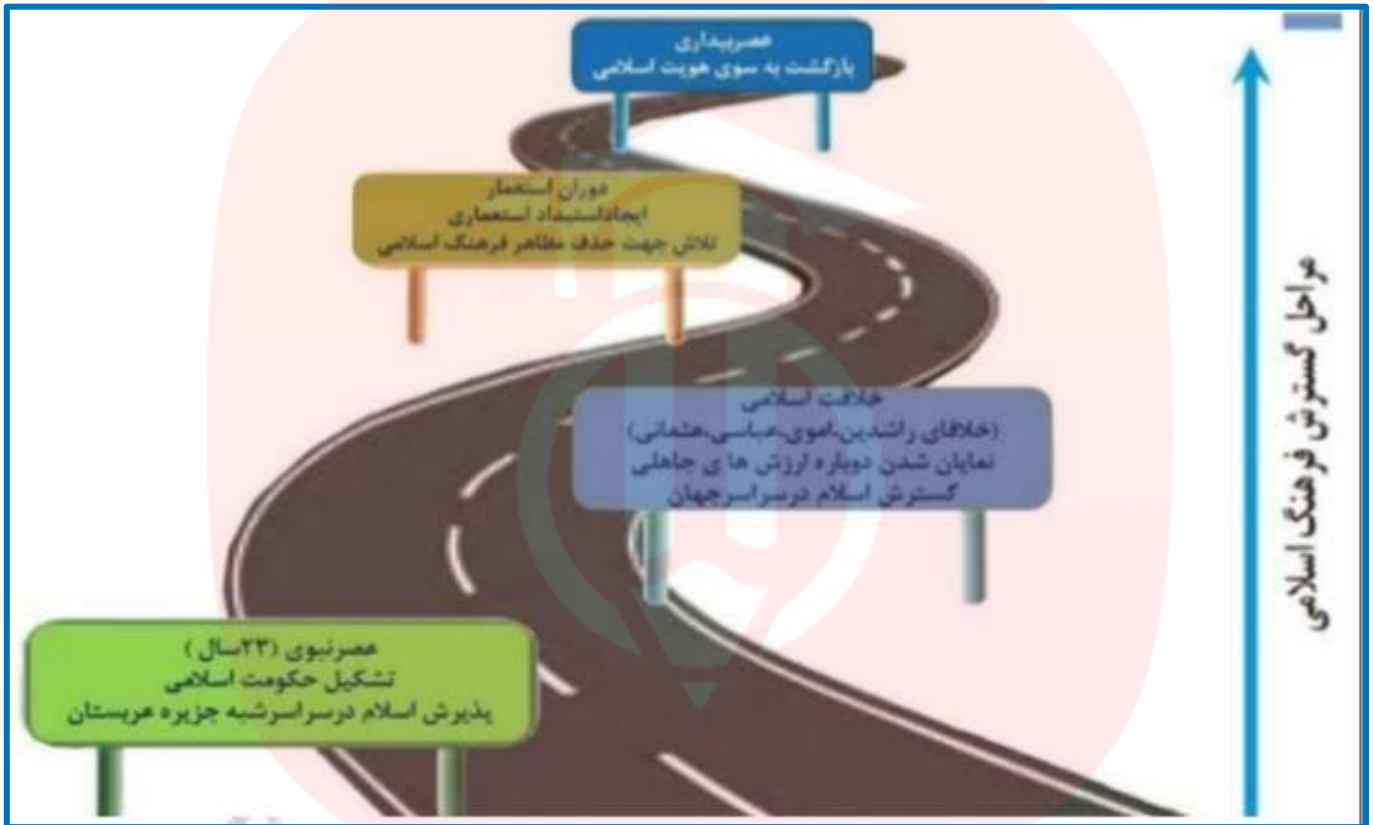 عصربیداری
بازگشت به سوی هویت اسلامی
دوران استعمار
ایجاداستبداد استعماری
تلاش جهت حذف مظاهر فرهنگ اسلامی
خلافت اسلامی
(خلافای راشدین،اموی،عباسی،عثمانی)
نمایان شدن دوباره ارزش ها ی جاهلی
گسترش اسلام درسراسرجهان
عصرنبوی (۲۳سال )
تشکیل حکومت اسلامی
پذیرش اسلام درسراسرشبه جزیره عربستان
مراحل گسترش فرهنگ اسلامی